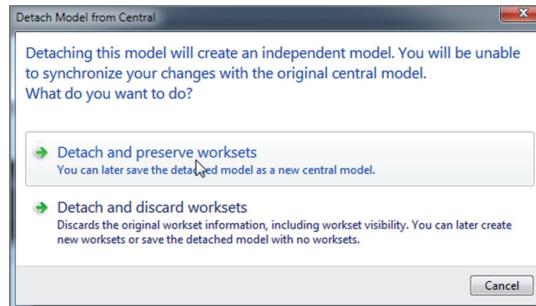 Detach Model from Central
Detaching this model will create an independent model. You will be unable
to synchronize your changes with the original central model.
What do you want to do?
Detach and preserve worksets
You can later save the detached model as a new central model.
Detach and discard worksets
Discards the original workset information, including workset visibility. You can later create
new worksets or save the detached model with no worksets.
Cancel